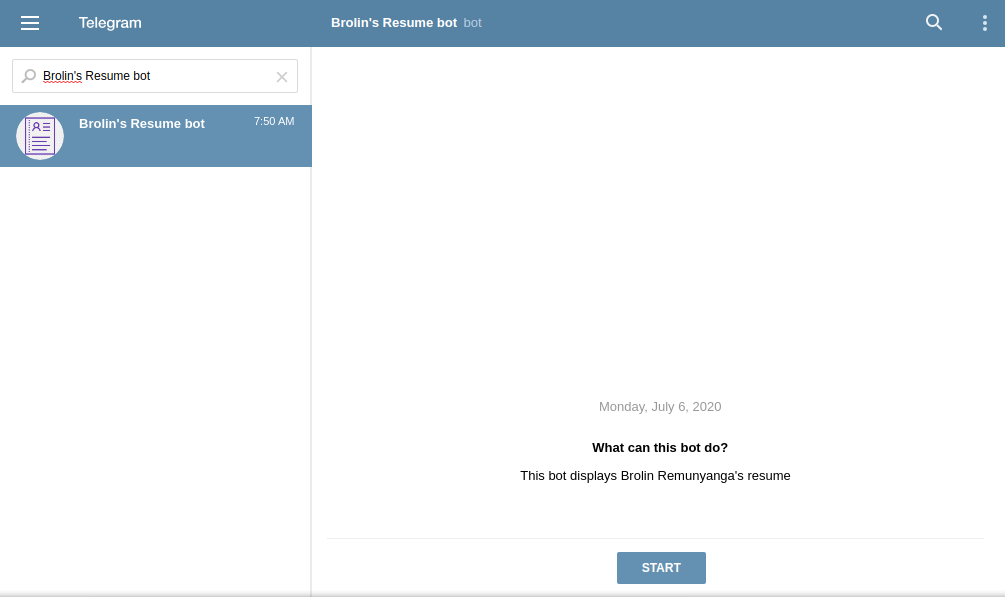 Telegram
Brolin's Resume bot bot
Brolin's Resume bot
Brolin's Resume bot
7:50 AM
Monday, July 6, 2020
What can this bot do?
This bot displays Brolin Remunyanga's resume
START